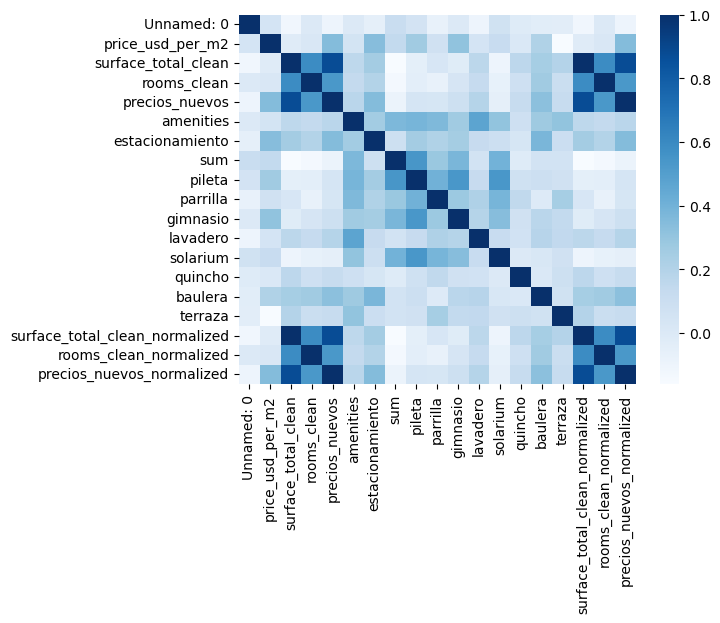 Unnamed: 0
price_usd_per_m2
surface_total_clean
rooms_clean
precios_nuevos
amenities
estacionamiento
sum
pileta
parrilla
gimnasio
lavadero
solarium
quincho
baulera
terraza
surface_total_clean_normalized
rooms_clean_normalized
precios_nuevos_normalized
Unnamed: 0
price_usd_per_m2
surface_total_clean
rooms_clean
precios_nuevos
amenities
estacionamiento
sum
pileta
parrilla
gimnasio
lavadero
solarium
quincho
baulera
terraza
surface_total_clean_normalized
rooms_clean_normalized
precios_nuevos_normalized
1.0
0.8
0.6
0.4
0.2
0.0